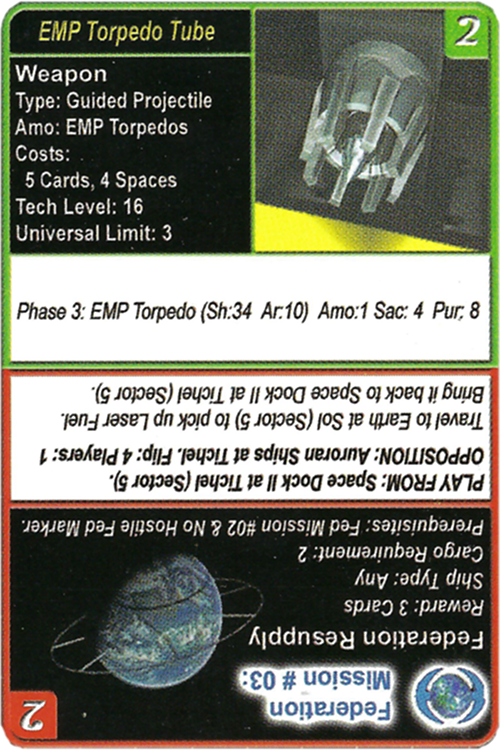 EMP Torpedo Tube
2
Weapon
Type: Guided Projectile
Amo: EMP Torpedos
Costs:
5 Cards, 4 Spaces
Tech Level: 16
Universal Limit: 3
Phase 3: EMP Torpedo (Sh:34 Ar:10) Amo:1 Sac: 4 Pur: 8
2
Federation
Mission # 03:
Federation Resupply
Reward: 3 Cards
Ship Type: Any
Cargo Requirement: 2
Prerequisites: Fed Mission #02 & No Hostile Fed Marker.
PLAY FROM: Space Dock II at Tichel (Sector 5).
OPPOSITION: Auroran Ships at Tichel. Flip: 4 Players: 1
Travel to Earth at Sol (Sector 5) to pick up Laser Fuel.
Bring it back to Space Dock II at Tichel (Sector 5).